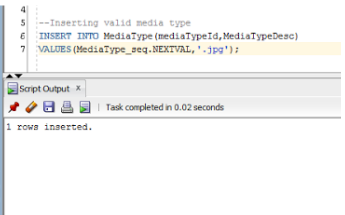 4
5 --Inserting valid media type
6 INSERT INTO MediaType(mediaTypeId,MediaTypeDesc)
7 VALUES(MediaType_seq.NEXTVAL,'.jpg');
Script Output x
Task completed in 0.02 seconds
1 rows inserted.